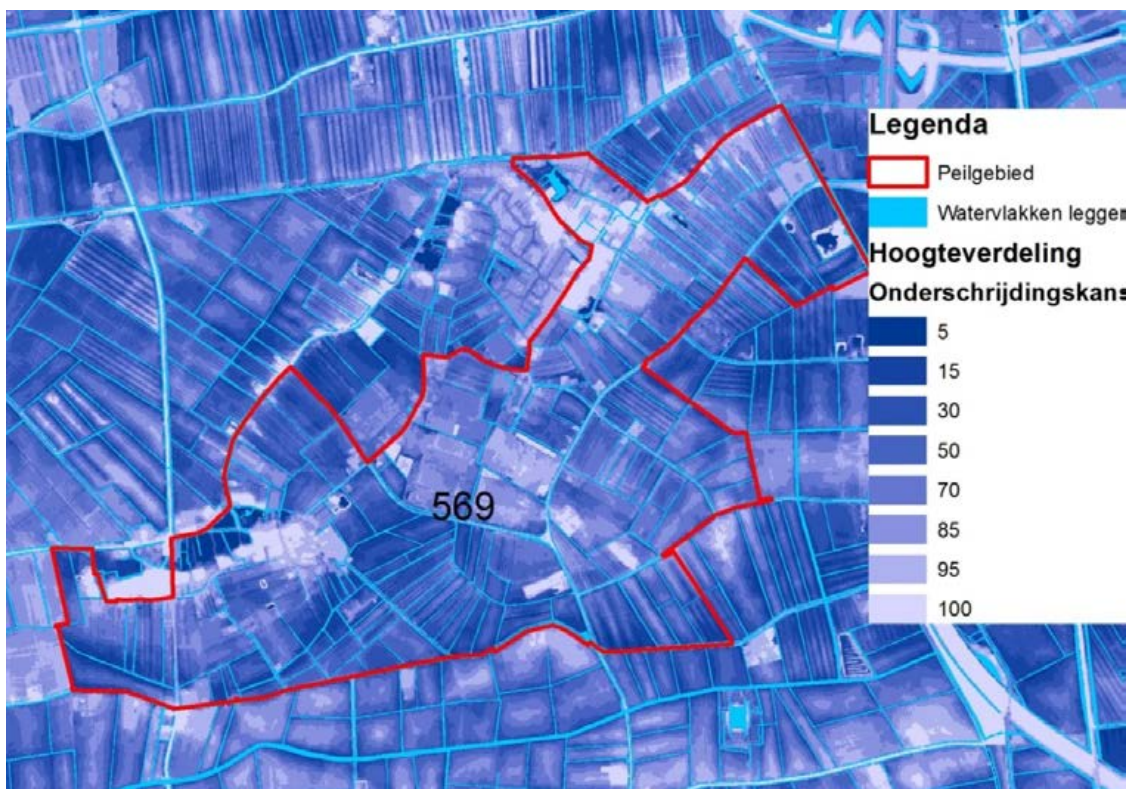 Legenda
Peilgebied
Watervlakken legger
Hoogteverdeling
Onderschrijdingskans
5
15
30
50
70
85
95
100
569